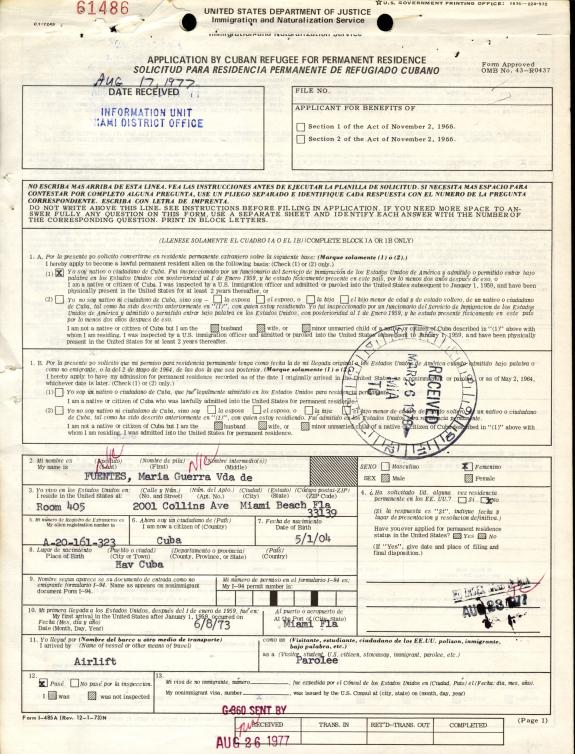 61486
UNITED STATES DEPARTMENT OF JUSTICE
Immigration and Naturalization Service
☆ U.S. GOVERNMENT PRINTING OFFICE:
APPLICATION BY CUBAN REFUGEE FOR PERMANENT RESIDENCE
SOLICITUD PARA RESIDENCIA PERMANENTE DE REFUGIADO CUBANO
Form Approved
OMB No. 43-R0437
AUG 17, 1977
DATE RECEIVED
INFORMATION UNIT
MIAMI DISTRICT OFFICE
FILE NO.
APPLICANT FOR BENEFITS OF
Section 1 of the Act of November 2, 1966.
Section 2 of the Act of November 2, 1966.
NO ESCRIBA MAS ARRIBA DE ESTA LINEA. VEA LAS INSTRUCCIONES ANTES DE EJECUTAR LA PLANILLA DE SOLICITUD. SI NECESITA MAS ESPACIO PARA
CONTESTAR POR COMPLETO ALGUNA PREGUNTA, USE UN PLIEGO SEPARADO E IDENTIFIQUE CADA RESPUESTA CON EL NUMERO DE LA PREGUNTA
CORRESPONDIENTE. ESCRIBA CON LETRA DE IMPRENTA.
DO NOT WRITE ABOVE THIS LINE. SEE INSTRUCTIONS BEFORE FILLING IN APPLICATION. IF YOU NEED MORE SPACE TO AN-
SWER FULLY ANY QUESTION ON THIS FORM, USE A SEPARATE SHEET AND IDENTIFY EACH ANSWER WITH THE NUMBER OF
THE CORRESPONDING QUESTION. PRINT IN BLOCK LETTERS.
(LLENESE SOLAMENTE EL CUADRO 1A O EL 1B) (COMPLETE BLOCK 1A OR 1B ONLY)
1. A. Por la presente yo solicito convertirme en residente permanente extranjero sobre la siguiente base: (Marque solamente (1) o (2).)
I hereby apply to become a lawful permanent resident alien on the following basis: (Check (1) or (2) only.)
(1) X Yo soy nativo o ciudadano de Cuba. Fui inspeccionado por un funcionario del Servicio de Inmigración de los Estados Unidos de América y admitido o permitido entrar bajo
palabra en los Estados Unidos con posterioridad al 1 de Enero 1959, y he estado físicamente presente en este país, por lo menos dos años después de eso, o
I am a native or citizen of Cuba. I was inspected by a U.S. immigration officer and admitted or paroled into the United States subsequent to January 1, 1959, and have been
physically present in the United States for at least 2 years thereafter, or
(2) Yo no soy nativo ni ciudadano de Cuba, sino soy - la esposa el esposo, o la hija el hijo menor de edad y de estado soltero, de un nativo o ciudadano
de Cuba, tal como ha sido descrito anteriormente en "(1)", con quien estoy residiendo. Yo fui inspeccionado por un funcionario del servicio de inmigración de los Estados
Unidos de América y admitido o permitido entrar bajo palabra en los Estados Unidos, con posterioridad al 1 de Enero 1959, y he estado presente físicamente en este país
por lo menos dos años después de eso.
I am not a native or citizen of Cuba but I am the husband wife, or minor unmarried child of a native or citizen of Cuba described in "(1)" above with
whom I am residing. I was inspected by U.S. immigration officer and admitted or paroled into the United States subsequent to January 1, 1959, and have been physically
present in the United States for at least 2 years thereafter.
1. B. Por la presente yo solicito que mi permiso para residencia permanente tenga como fecha la de mi llegada original a los Estados Unidos de América cuando admitido o parolado
como no emigrante, o la del 2 de Mayo de 1964, de las dos la que sea posterior. (Marque solamente (1) o (2).)
I hereby apply to have my admission for permanent residence recorded as of the date I originally arrived in the United States as a nonimmigrant or parolee, or as of May 2, 1964,
whichever date is later. (Check (1) or (2) only.)
(1) Yo soy un nativo o ciudadano de Cuba, que fué legalmente admitido en los Estados Unidos para residencia permanente.
I am a native or citizen of Cuba who was lawfully admitted to the United States for permanent residence
(2) Yo no soy nativo ni ciudadano de Cuba, sino soy la esposa el esposo, o la hija el hijo menor de edad y de estado soltero de un nativo o ciudadano
de Cuba, tal como descrito anteriormente en "(1)", con quien estoy residiendo. Fuí admitido en los Estados Unidos para residencia permanente.
I am not a native or citizen of Cuba but I am the husband wife, or minor unmarried child of a native or citizen of Cuba described in "(1)" above with
whom I am residing, I was admitted to the United States for permanent residence.
RECEIVED
MAR 26 1976
2. Mi nombre es (Apellido) (Nombre de pila) (Nombre intermedio(s))
My name is (Last) (First) (Middle)
FUENTES, Maria Guerra Vda de
SEXO Masculino X Femenino
SEX Male Female
3. Yo vivo en los Estados Unidos en: (Calle y Núm.) (Núm. del Apto.) (Ciudad) (Estado) (Código postal-ZIP)
I reside in the United States at: (No. and Street) (Apt. No.) (City) (State) (ZIP Code)
Room 405 2001 Collins Ave Miami Beach Fla
33139
4. ¿Ha solicitado Ud. alguna vez residencia
permanente en los EE. UU.? Si X No
(Si la respuesta es "Si", indique fecha y
lugar de presentación y resolución definitiva.)
Have you ever applied for permanent resident
status in the United States? Yes No
(If "Yes", give date and place of filing and
final disposition.)
5. Mi número de Registro de Extranjeros es
My alien registration number is
A-20-161-323
6. Ahora soy ciudadano de (País)
I am now a citizen of (Country)
Cuba
7. Fecha de nacimiento
Date of Birth
5/1/04
8. Lugar de nacimiento (Pueblo o ciudad) (Departamento o provincia) (País)
Place of Birth (City or Town) (County, Province, or State) (Country)
Hav Cuba
9. Nombre según aparece en su documento de entrada como no
emigrante formulario I-94. Name as appears on nonimmigrant
document Form I-94.
Mi número de permiso en el formulario I-94 es:
My I-94 permit number is:
AUG 23 1977
10. Mi primera llegada a los Estados Unidos, después del 1 de enero de 1959, fué en:
My first arrival in the United States after January 1, 1959, occurred on
Fecha (Mes, día y año)
Date (Month, Day, Year)
6/8/73
Al puerto o aeropuerto de
At the Port of (City, State)
Miami Fla
11. Yo llegué por (Nombre del barco u otro medio de transporte)
I arrived by (Name of vessel or other means of travel)
Airlift
como un (Visitante, estudiante, ciudadano de los EE.UU. polison, inmigrante,
bajo palabra, etc.)
as a (Visitor, student, U.S. citizen, stowaway, immigrant, parolee, etc.)
Parolee
12. X Pasé No pasé por la inspección.
I was was not inspected
13.
Mi visa de no inmigrante, número , fue expedida por el Cónsul de los Estados Unidos en (Ciudad, País) el (Fecha: día, mes, año).
My nonimmigrant visa, number , was issued by the U.S. Consul at (city, state) on (month, day, year)
Form I-485A (Rev. 12-1-73)N
(Page 1)
G-360 SENT BY
RECEIVED TRANS. IN RET'D-TRANS. OUT COMPLETED
AUG 26 1977